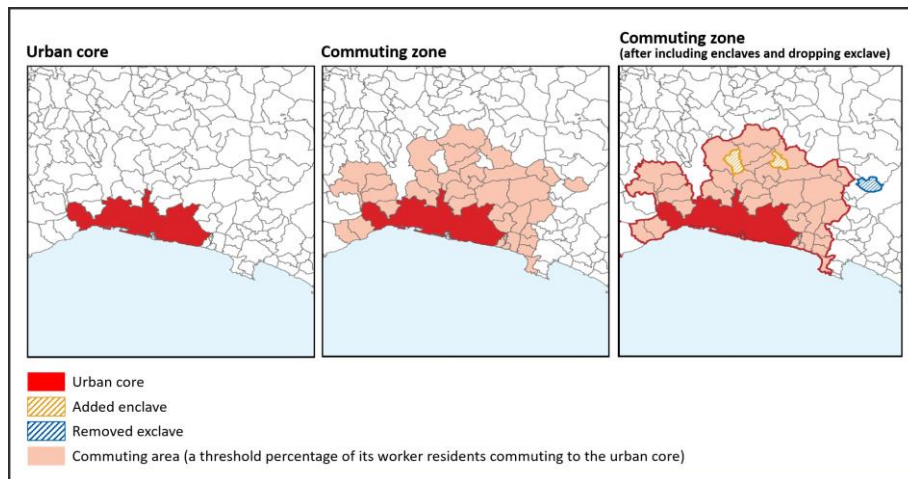 Urban core
Commuting zone
Commuting zone
(after including enclaves and dropping exclave)
Urban core
Added enclave
Removed exclave
Commuting area (a threshold percentage of its worker residents commuting to the urban core)